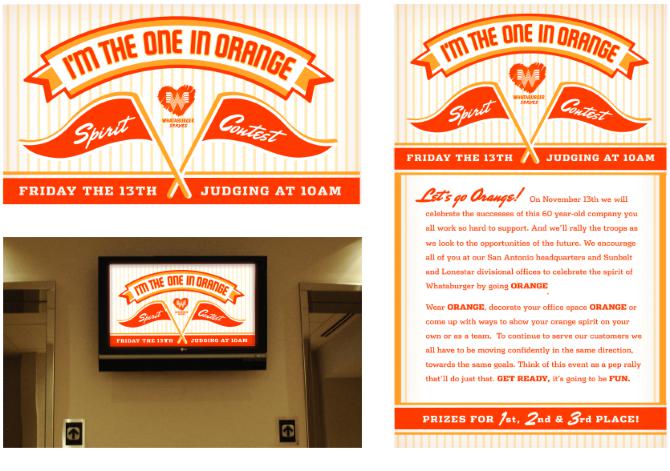 I'M THE ONE IN ORANGE
WHATABURGER
SERVES
Spirit Contest
FRIDAY THE 13TH JUDGING AT 10AM
I'M THE ONE IN ORANGE
Spirit Contest
FRIDAY THE 13TH JUDGING AT 10AM
I'M THE ONE IN ORANGE
WHATABURGER
SERVES
Spirit Contest
FRIDAY THE 13TH JUDGING AT 10AM
Let's go Orange! On November 13th we will
celebrate the successes of this 60 year-old company you
all work so hard to support. And we'll rally the troops as
we look to the opportunities of the future. We encourage
all of you at our San Antonio headquarters and Sunbelt
and Lonestar divisional offices to celebrate the spirit of
Whataburger by going ORANGE
Wear ORANGE, decorate your office space ORANGE or
come up with ways to show your orange spirit on your
own or as a team. To continue to serve our customers we
all have to be moving confidently in the same direction,
towards the same goals. Think of this event as a pep rally
that'll do just that. GET READY, it's going to be FUN.
PRIZES FOR 1st, 2nd & 3rd PLACE!